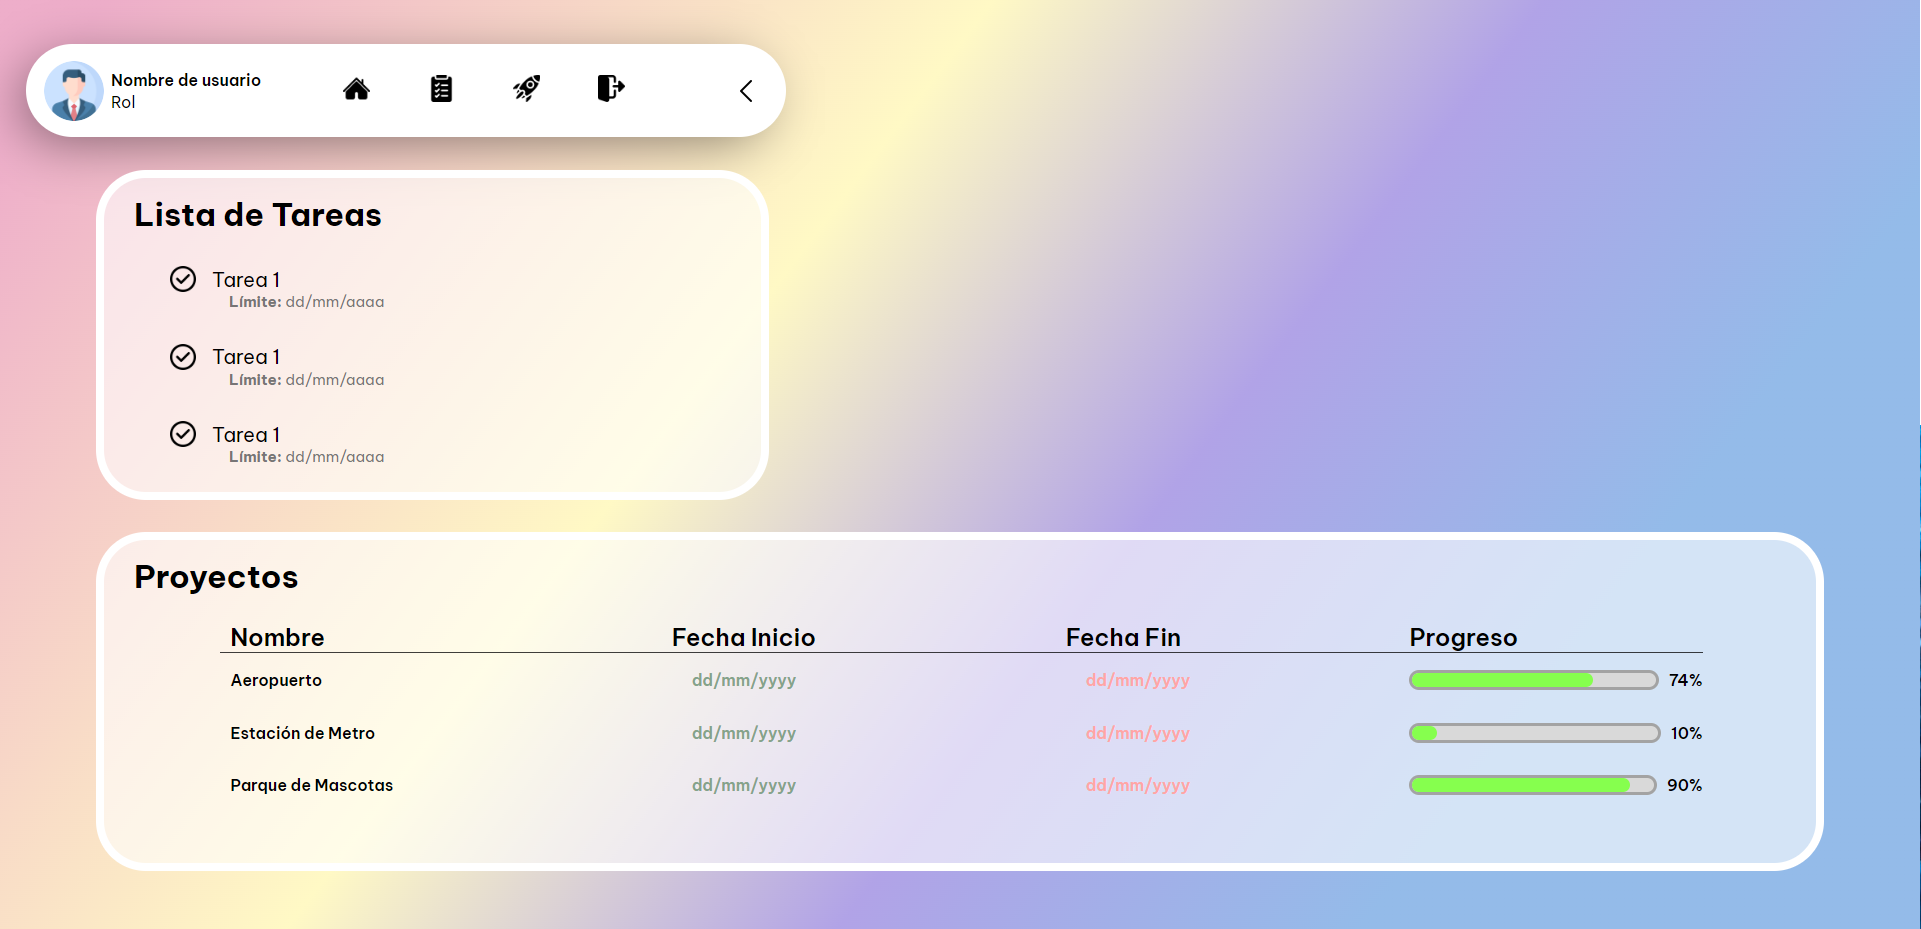 Nombre de usuario
Rol
Lista de Tareas
Tarea 1
Límite: dd/mm/aaaa
Tarea 1
Límite: dd/mm/aaaa
Tarea 1
Límite: dd/mm/aaaa
Proyectos
Nombre Fecha Inicio Fecha Fin Progreso
Aeropuerto dd/mm/yyyy dd/mm/yyyy 74%
Estación de Metro dd/mm/yyyy dd/mm/yyyy 10%
Parque de Mascotas dd/mm/yyyy dd/mm/yyyy 90%